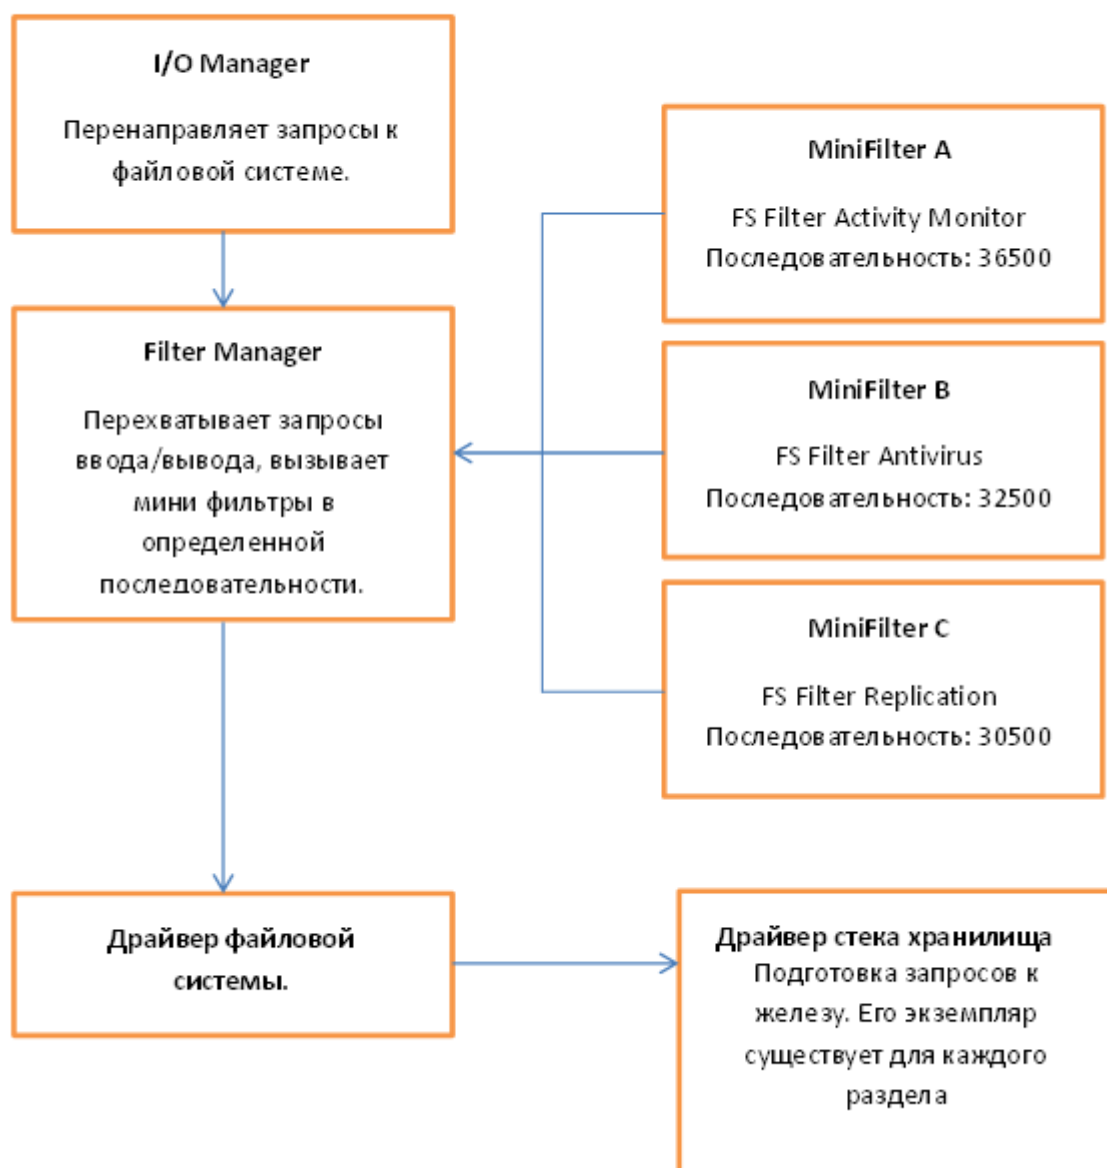 I/O Manager
Перенаправляет запросы к
файловой системе.
MiniFilter A
FS Filter Activity Monitor
Последовательность: 36500
Filter Manager
Перехватывает запросы
ввода/вывода, вызывает
мини фильтры в
определенной
последовательности.
MiniFilter B
FS Filter Antivirus
Последовательность: 32500
MiniFilter C
FS Filter Replication
Последовательность: 30500
Драйвер файловой
системы.
Драйвер стека хранилища
Подготовка запросов к
железу. Его экземпляр
существует для каждого
раздела